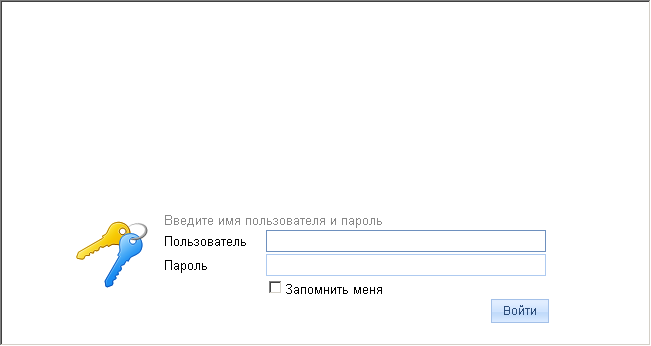 Введите имя пользователя и пароль
Пользователь
Пароль
Запомнить меня
Войти